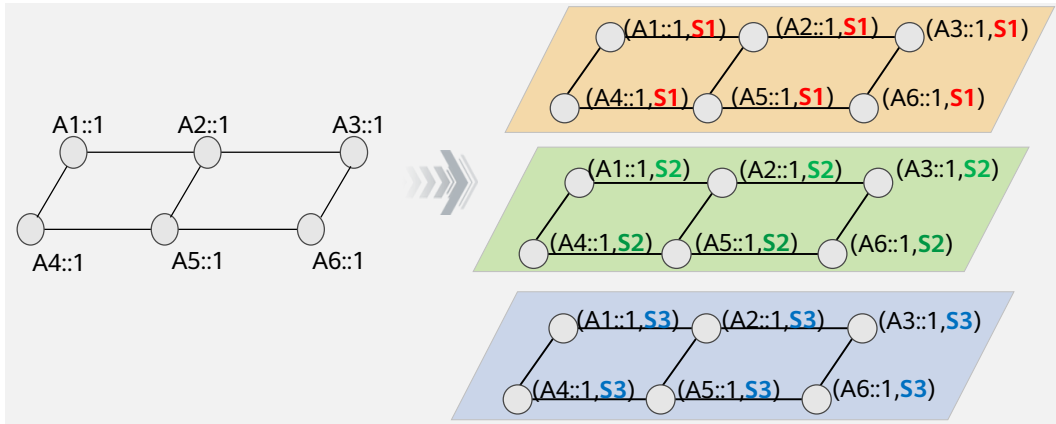 A1::1 A2::1 A3::1
A4::1 A5::1 A6::1
(A1::1,S1) (A2::1,S1) (A3::1,S1)
(A4::1,S1) (A5::1,S1) (A6::1,S1)
(A1::1,S2) (A2::1,S2) (A3::1,S2)
(A4::1,S2) (A5::1,S2) (A6::1,S2)
(A1::1,S3) (A2::1,S3) (A3::1,S3)
(A4::1,S3) (A5::1,S3) (A6::1,S3)